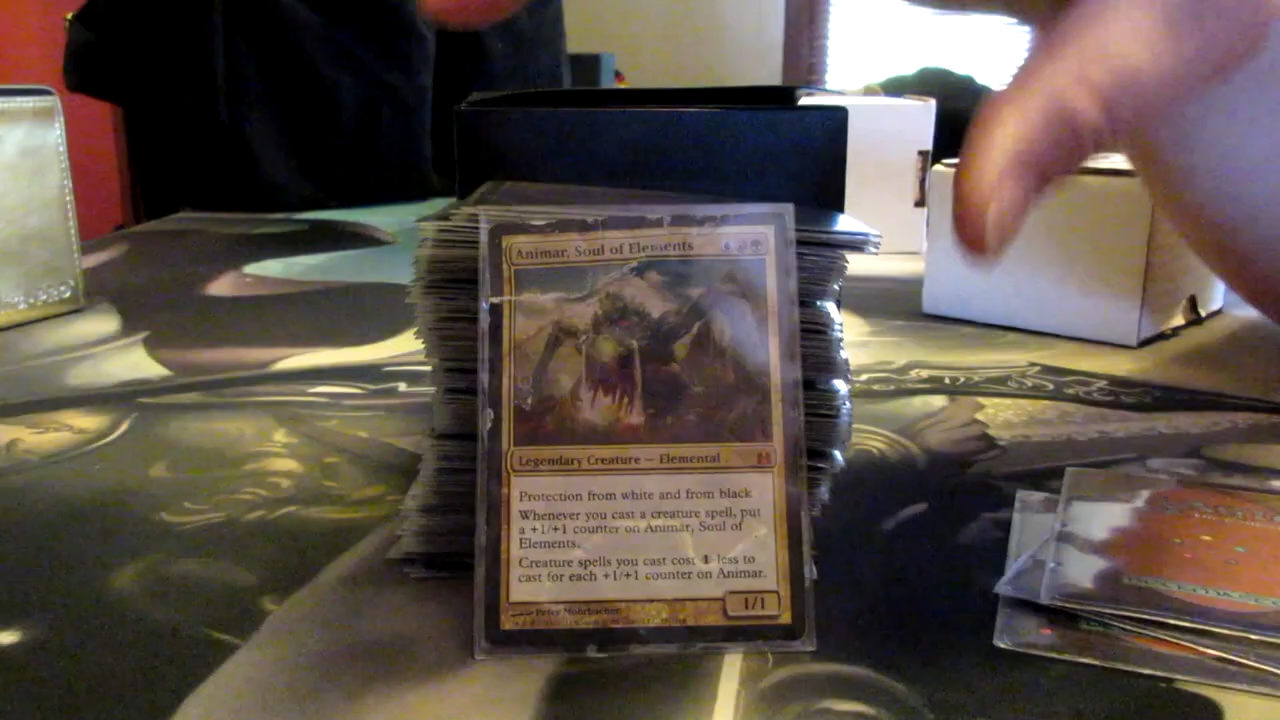 Animar, Soul of Elements
Legendary Creature — Elemental
Protection from white and from black
Whenever you cast a creature spell, put
a +1/+1 counter on Animar, Soul of
Elements.
Creature spells you cast cost 1 less to
cast for each +1/+1 counter on Animar.
1/1
Peter Mohrbacher